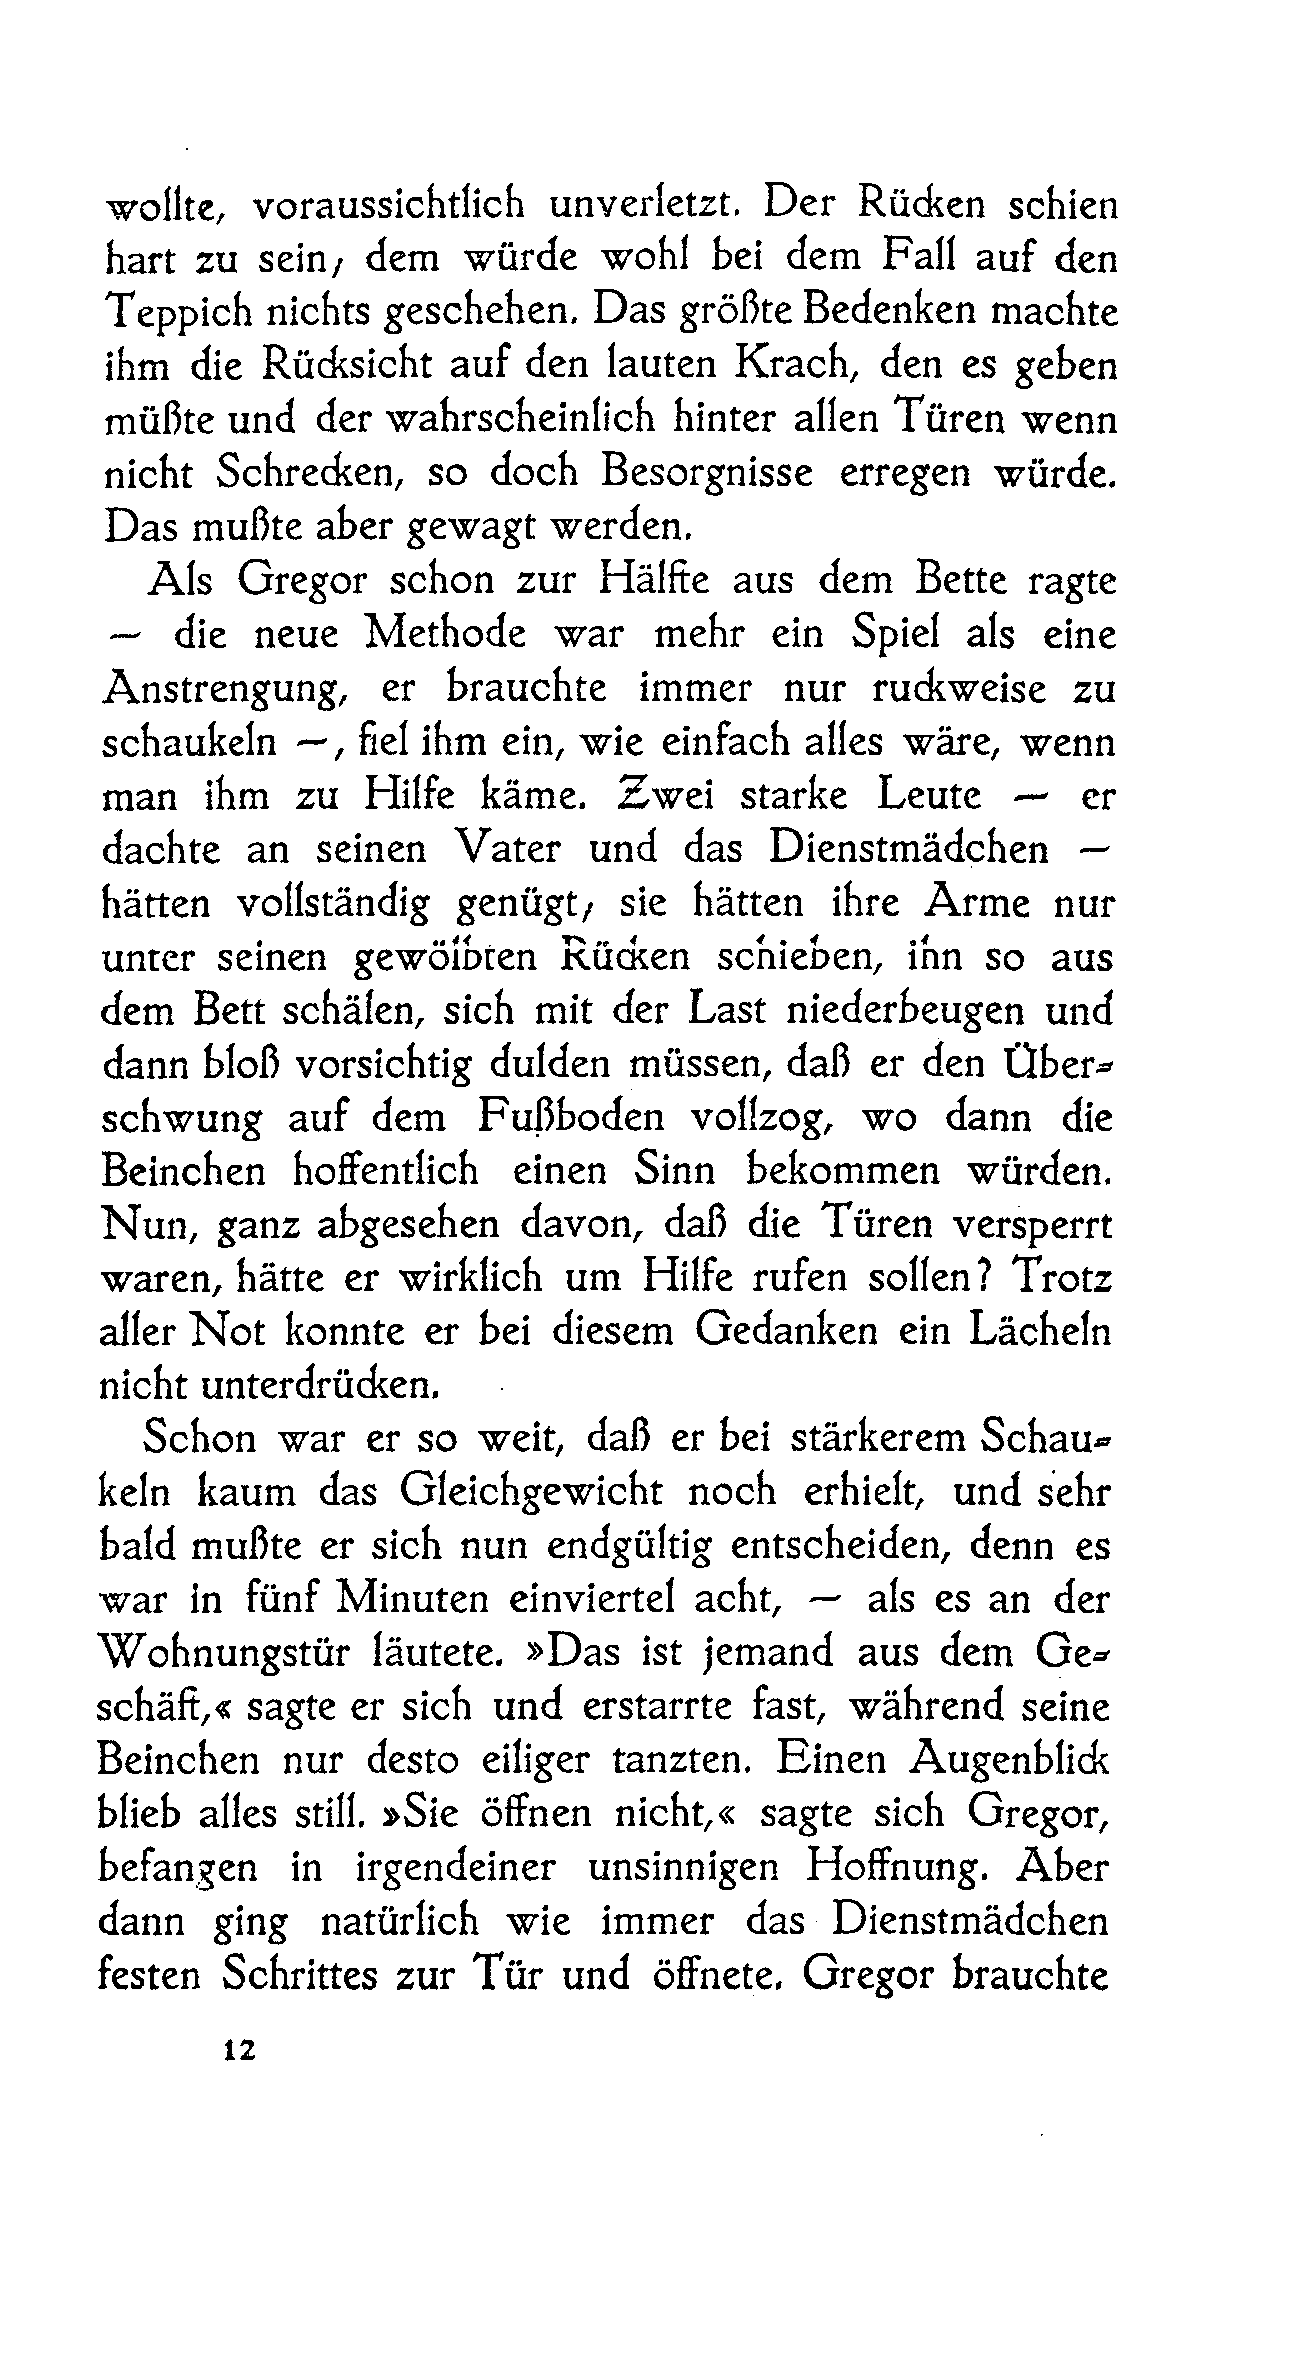 wollte, voraussichtlich unverletzt. Der Rücken schien
hart zu sein; dem würde wohl bei dem Fall auf den
Teppich nichts geschehen. Das größte Bedenken machte
ihm die Rücksicht auf den lauten Krach, den es geben
müßte und der wahrscheinlich hinter allen Türen wenn
nicht Schrecken, so doch Besorgnisse erregen würde.
Das mußte aber gewagt werden.
Als Gregor schon zur Hälfte aus dem Bette ragte
— die neue Methode war mehr ein Spiel als eine
Anstrengung, er brauchte immer nur ruckweise zu
schaukeln —, fiel ihm ein, wie einfach alles wäre, wenn
man ihm zu Hilfe käme. Zwei starke Leute — er
dachte an seinen Vater und das Dienstmädchen —
hätten vollständig genügt; sie hätten ihre Arme nur
unter seinen gewölbten Rücken schieben, ihn so aus
dem Bett schälen, sich mit der Last niederbeugen und
dann bloß vorsichtig dulden müssen, daß er den Über-
schwung auf dem Fußboden vollzog, wo dann die
Beinchen hoffentlich einen Sinn bekommen würden.
Nun, ganz abgesehen davon, daß die Türen versperrt
waren, hätte er wirklich um Hilfe rufen sollen? Trotz
aller Not konnte er bei diesem Gedanken ein Lächeln
nicht unterdrücken.
Schon war er so weit, daß er bei stärkerem Schau-
keln kaum das Gleichgewicht noch erhielt, und sehr
bald mußte er sich nun endgültig entscheiden, denn es
war in fünf Minuten einviertel acht, — als es an der
Wohnungstür läutete. »Das ist jemand aus dem Ge-
schäft,« sagte er sich und erstarrte fast, während seine
Beinchen nur desto eiliger tanzten. Einen Augenblick
blieb alles still. »Sie öffnen nicht,« sagte sich Gregor,
befangen in irgendeiner unsinnigen Hoffnung. Aber
dann ging natürlich wie immer das Dienstmädchen
festen Schrittes zur Tür und öffnete. Gregor brauchte
12